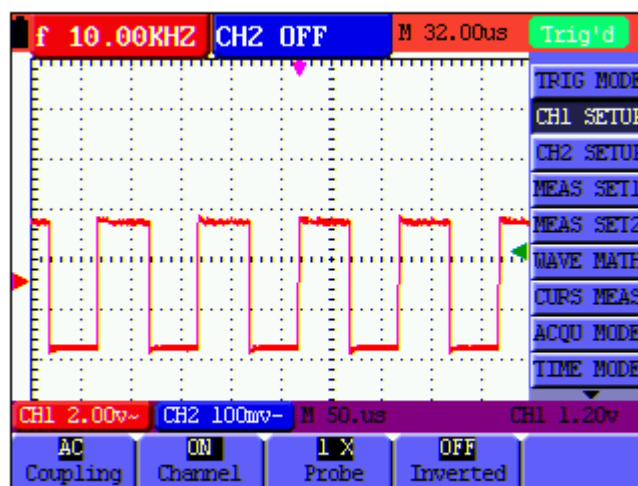 f 10.00KHZ CH2 OFF M 32.00us Trig'd
TRIG MODE
CH1 SETUP
CH2 SETUP
MEAS SET1
MEAS SET2
WAVE MATH
CURS MEAS
ACQU MODE
TIME MODE
CH1 2.00v~ CH2 100mv- M 50.us CH1 1.20v
AC ON 1 X OFF
Coupling Channel Probe Inverted